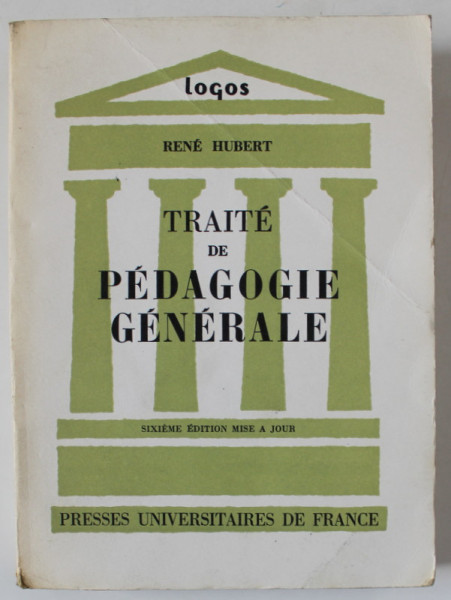 logos
RENÉ HUBERT
TRAITÉ
DE
PÉDAGOGIE
GÉNÉRALE
SIXIÈME ÉDITION MISE A JOUR
PRESSES UNIVERSITAIRES DE FRANCE